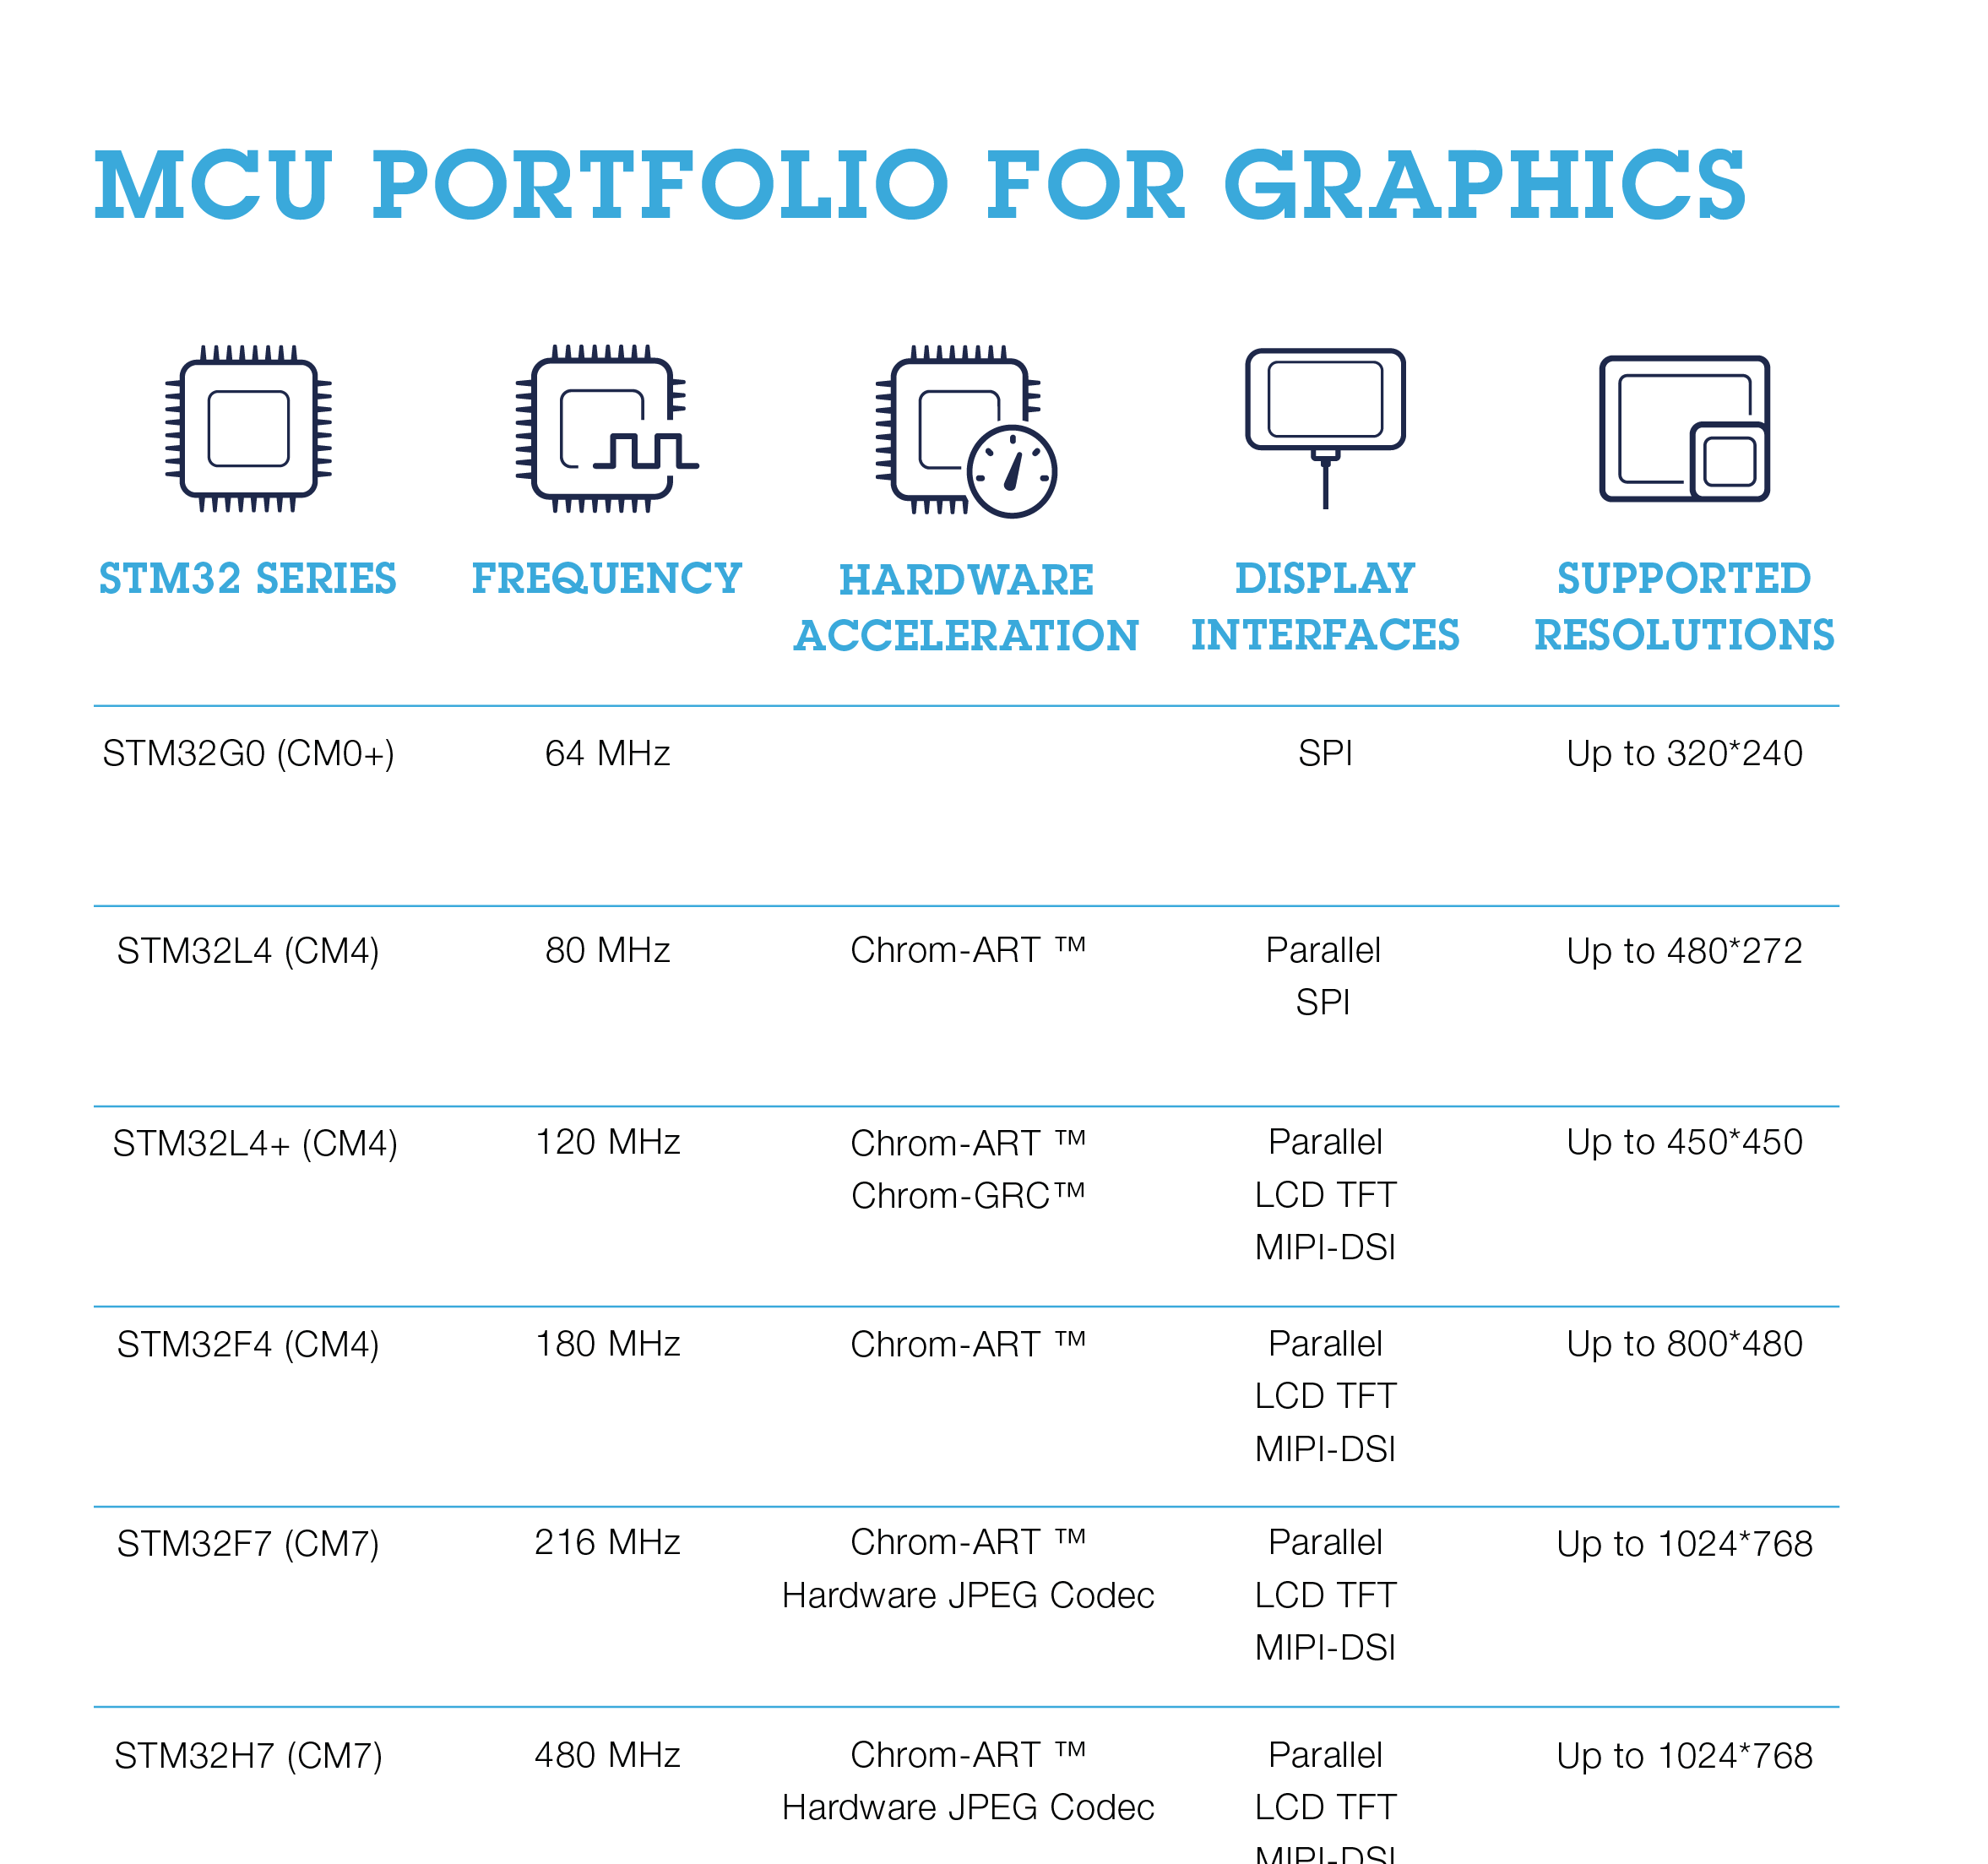 MCU PORTFOLIO FOR GRAPHICS
STM32 SERIES
FREQUENCY
HARDWARE
ACCELERATION
DISPLAY
INTERFACES
SUPPORTED
RESOLUTIONS
STM32G0 (CM0+)
64 MHz
SPI
Up to 320*240
STM32L4 (CM4)
80 MHz
Chrom-ART ™
Parallel
SPI
Up to 480*272
STM32L4+ (CM4)
120 MHz
Chrom-ART ™
Chrom-GRC™
Parallel
LCD TFT
MIPI-DSI
Up to 450*450
STM32F4 (CM4)
180 MHz
Chrom-ART ™
Parallel
LCD TFT
MIPI-DSI
Up to 800*480
STM32F7 (CM7)
216 MHz
Chrom-ART ™
Hardware JPEG Codec
Parallel
LCD TFT
MIPI-DSI
Up to 1024*768
STM32H7 (CM7)
480 MHz
Chrom-ART ™
Hardware JPEG Codec
Parallel
LCD TFT
MIPI-DSI
Up to 1024*768